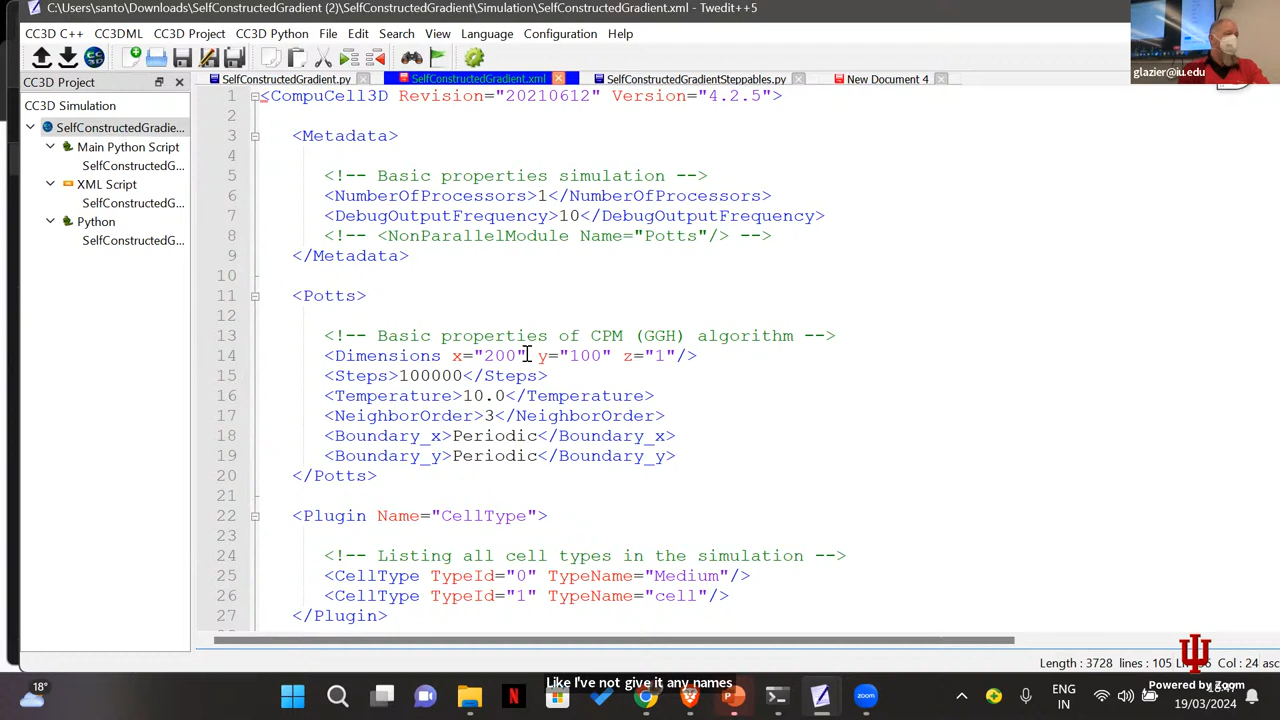 C:\Users\santo\Downloads\SelfConstructedGradient (2)\SelfConstructedGradient\Simulation\SelfConstructedGradient.xml - Twedit++5
CC3D C++ CC3DML CC3D Project CC3D Python File Edit Search View Language Configuration Help
glazier@iu.edu
CC3D Project
SelfConstructedGradient.py SelfConstructedGradient.xml SelfConstructedGradientSteppables.py New Document 4
CC3D Simulation
SelfConstructedGradie...
Main Python Script
SelfConstructedG...
XML Script
SelfConstructedG...
Python
SelfConstructedG...
1 <CompuCell3D Revision="20210612" Version="4.2.5">
2
3 <Metadata>
4
5 <!-- Basic properties simulation -->
6 <NumberOfProcessors>1</NumberOfProcessors>
7 <DebugOutputFrequency>10</DebugOutputFrequency>
8 <!-- <NonParallelModule Name="Potts"/> -->
9 </Metadata>
10
11 <Potts>
12
13 <!-- Basic properties of CPM (GGH) algorithm -->
14 <Dimensions x="200" y="100" z="1"/>
15 <Steps>100000</Steps>
16 <Temperature>10.0</Temperature>
17 <NeighborOrder>3</NeighborOrder>
18 <Boundary_x>Periodic</Boundary_x>
19 <Boundary_y>Periodic</Boundary_y>
20 </Potts>
21
22 <Plugin Name="CellType">
23
24 <!-- Listing all cell types in the simulation -->
25 <CellType TypeId="0" TypeName="Medium"/>
26 <CellType TypeId="1" TypeName="cell"/>
27 </Plugin>
Length : 3728 lines : 105 Col : 24
Like I've not give it any names
Powered by Zoom
18°
ENG
IN
19/03/2024